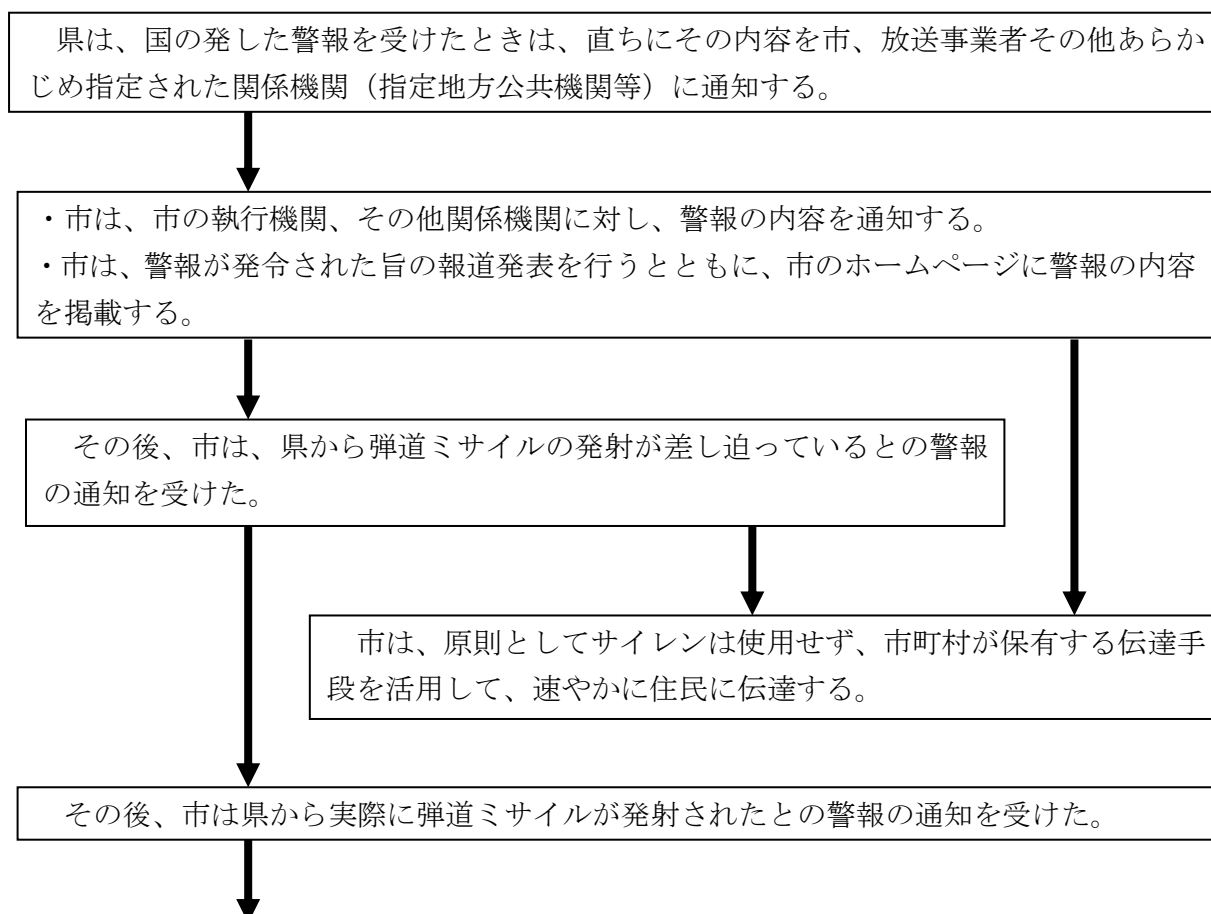 県は、国の発した警報を受けたときは、直ちにその内容を市、放送事業者その他あらか
じめ指定された関係機関（指定地方公共機関等）に通知する。
・市は、市の執行機関、その他関係機関に対し、警報の内容を通知する。
・市は、警報が発令された旨の報道発表を行うとともに、市のホームページに警報の内容
を掲載する。
その後、市は、県から弾道ミサイルの発射が差し迫っているとの警報
の通知を受けた。
市は、原則としてサイレンは使用せず、市町村が保有する伝達手
段を活用して、速やかに住民に伝達する。
その後、市は県から実際に弾道ミサイルが発射されたとの警報の通知を受けた。